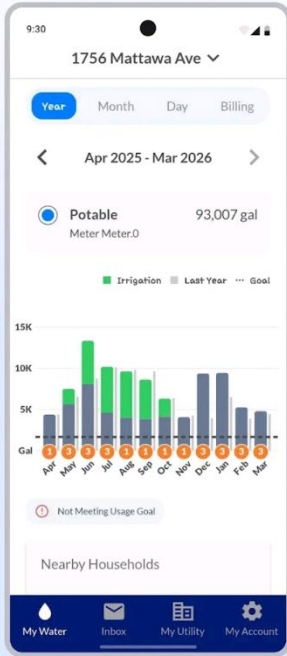 9:30
1756 Mattawa Ave
Year Month Day Billing
Apr 2025 - Mar 2026
Potable 93,007 gal
Meter Meter.0
Irrigation Last Year Goal
15K
10K
5K
Gal
1 3 3 3 1 3 1 1 3 3 3 3
Apr May Jun Jul Aug Sep Oct Nov Dec Jan Feb Mar
Not Meeting Usage Goal
Nearby Households
My Water Inbox My Utility My Account